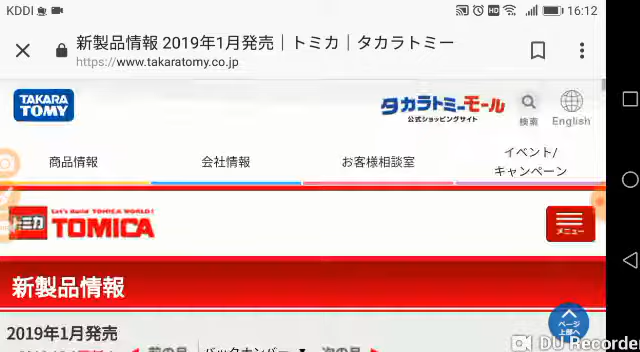 KDDI
HD
16:12
新製品情報 2019年1月発売｜トミカ｜タカラトミー
https://www.takaratomy.co.jp
TAKARA
TOMY
タカラトミーモール
公式ショッピングサイト
検索
English
商品情報
会社情報
お客様相談室
イベント/
キャンペーン
トミカ
Let's Build TOMICA WORLD!
TOMICA
メニュー
新製品情報
ページ
上部へ
2019年1月発売
前の月
バックナンバー
次の月
DU Recorder